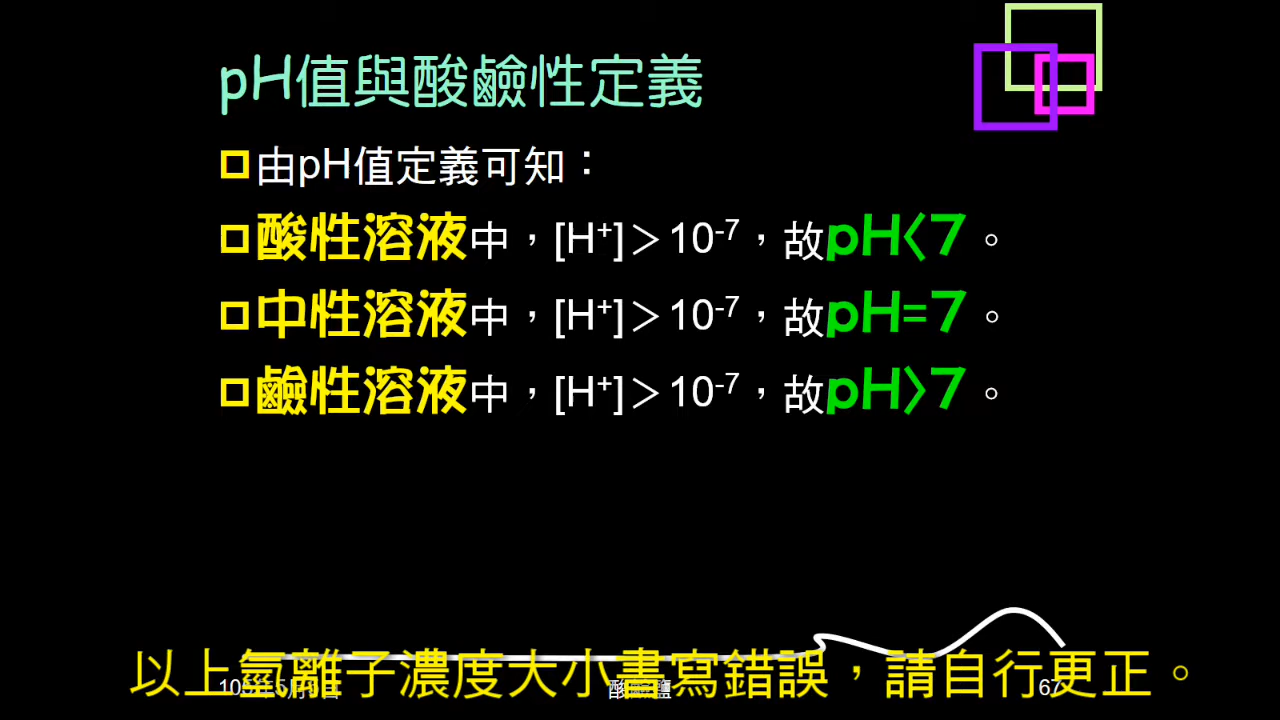 pH值與酸鹼性定義
由pH值定義可知：
酸性溶液中，[H⁺]＞10⁻⁷，故pH<7。
中性溶液中，[H⁺]＞10⁻⁷，故pH=7。
鹼性溶液中，[H⁺]＞10⁻⁷，故pH>7。
以上氫離子濃度大小書寫錯誤，請自行更正。
67